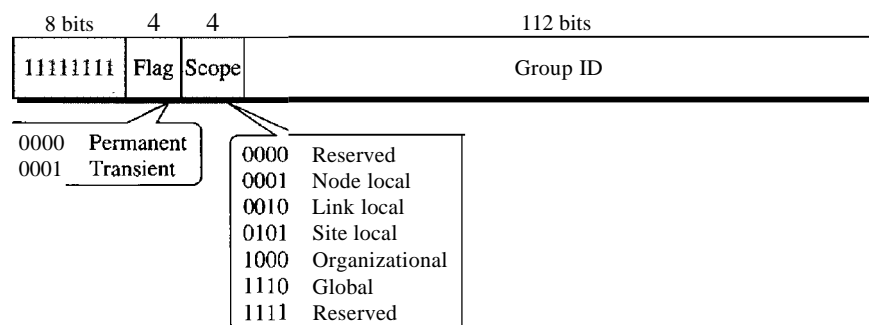 8 bits 4 4 112 bits
11111111 Flag Scope Group ID
0000 Permanent
0001 Transient
0000 Reserved
0001 Node local
0010 Link local
0101 Site local
1000 Organizational
1110 Global
1111 Reserved